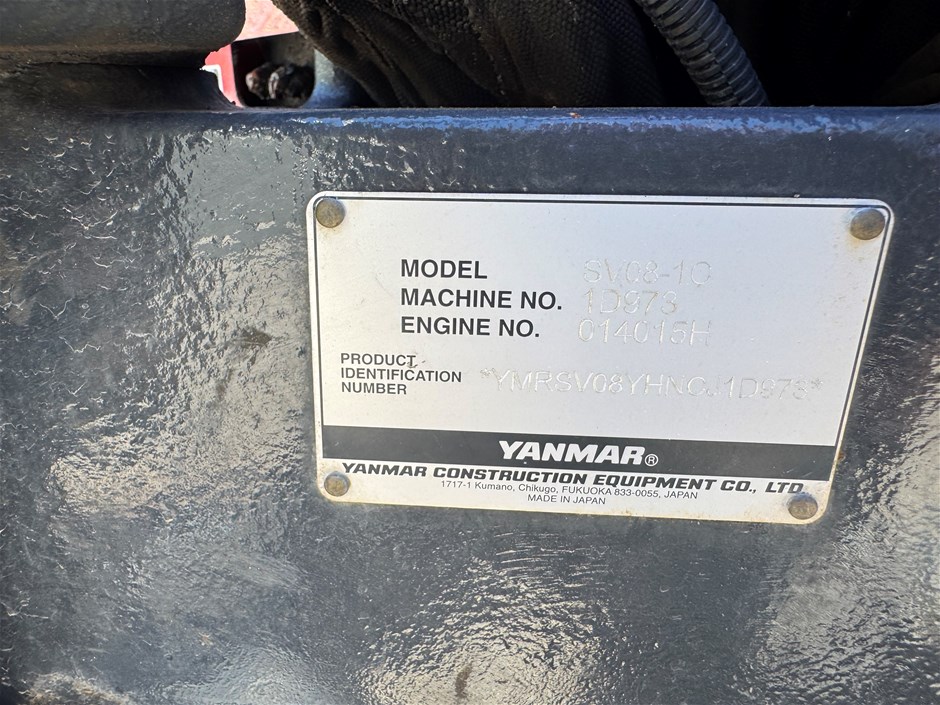 MODEL SV08-1C
MACHINE NO. 1D973
ENGINE NO. 014015H
PRODUCT
IDENTIFICATION
NUMBER
YANMAR®
YANMAR CONSTRUCTION EQUIPMENT CO., LTD.
1717-1 Kumano, Chikugo, FUKUOKA 833-0055, JAPAN
MADE IN JAPAN